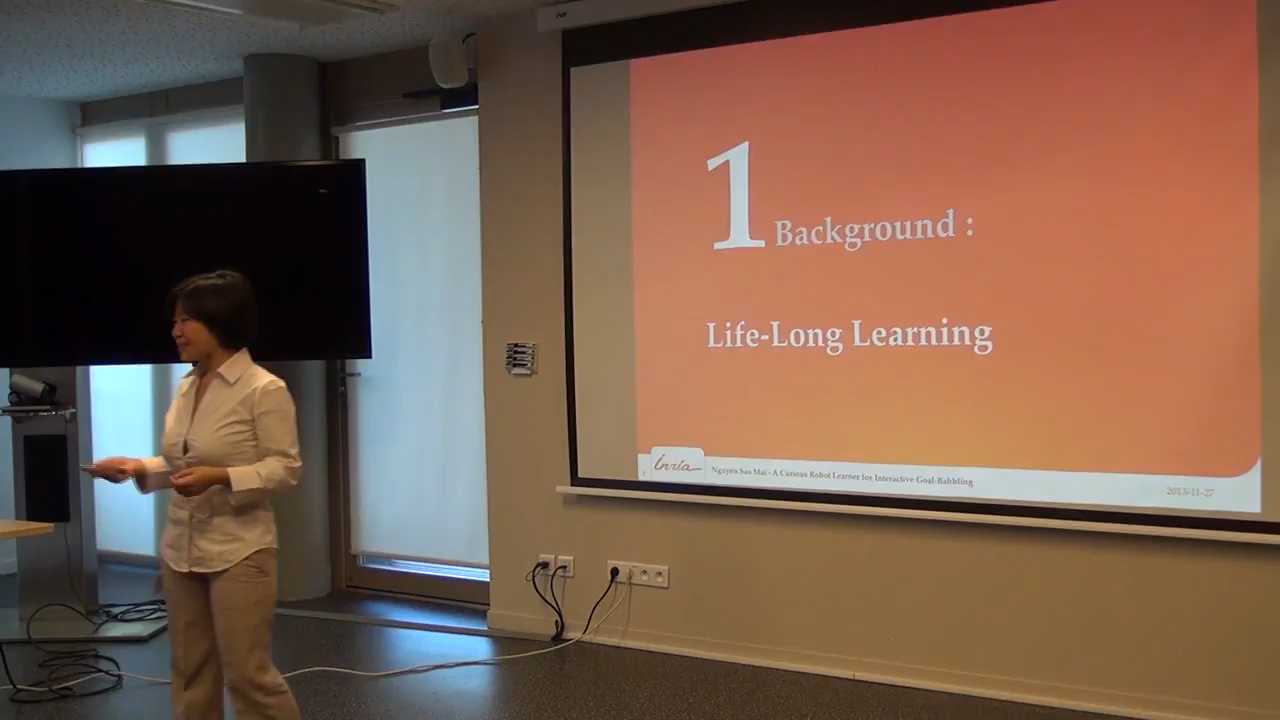 1 Background :
Life-Long Learning
Inria
Nguyen Sao Mai - A Curious Robot Learner for Interactive Goal-Babbling
2013-11-27